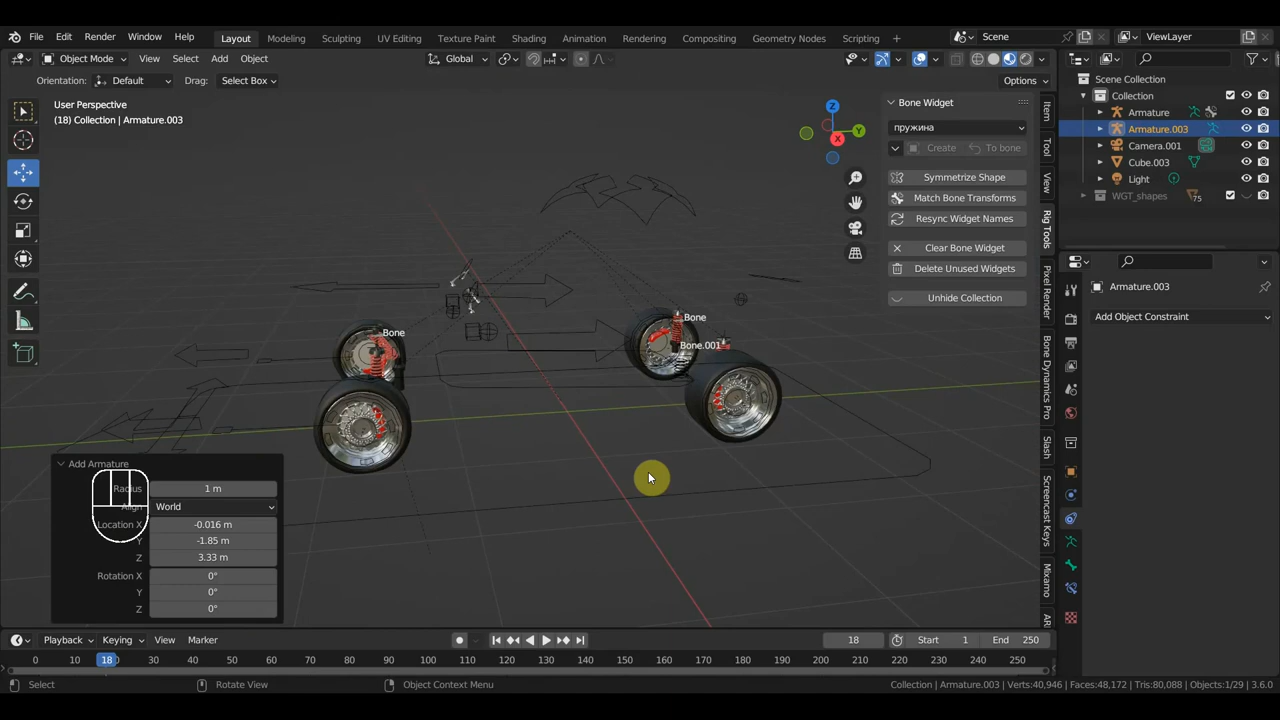 File Edit Render Window Help
Layout Modeling Sculpting UV Editing Texture Paint Shading Animation Rendering Compositing Geometry Nodes Scripting +
Scene
ViewLayer
Object Mode View Select Add Object
Global
Orientation: Default Drag: Select Box
Options
User Perspective
(18) Collection | Armature.003
Z
Y
X
Bone
Bone
Bone.001
Bone Widget
пружина
Create
To bone
Symmetrize Shape
Match Bone Transforms
Resync Widget Names
Clear Bone Widget
Delete Unused Widgets
Unhide Collection
Item
Tool
View
Rig Tools
Pixel Render
Bone Dynamics Pro
Slash
Screencast Keys
Mixamo
Scene Collection
Collection
Armature
Armature.003
Camera.001
Cube.003
Light
WGT_shapes
75
Armature.003
Add Object Constraint
Add Armature
Radius 1 m
Align World
Location X -0.016 m
Y -1.85 m
Z 3.33 m
Rotation X 0°
Y 0°
Z 0°
Playback Keying View Marker
18 Start 1 End 250
0 10 18 30 40 50 60 70 80 90 100 110 120 130 140 150 160 170 180 190 200 210 220 230 240 250
Select Rotate View Object Context Menu
Collection | Armature.003 | Verts:40,946 | Faces:48,172 | Tris:80,088 | Objects:1/29 | 3.6.0